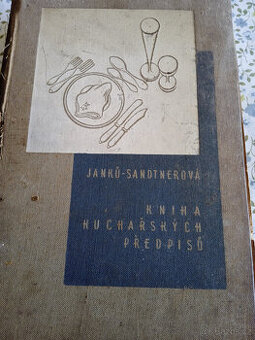 JANKŮ-SANDTNEROVÁ
KNIHA
KUCHAŘSKÝCH
PŘEDPISŮ